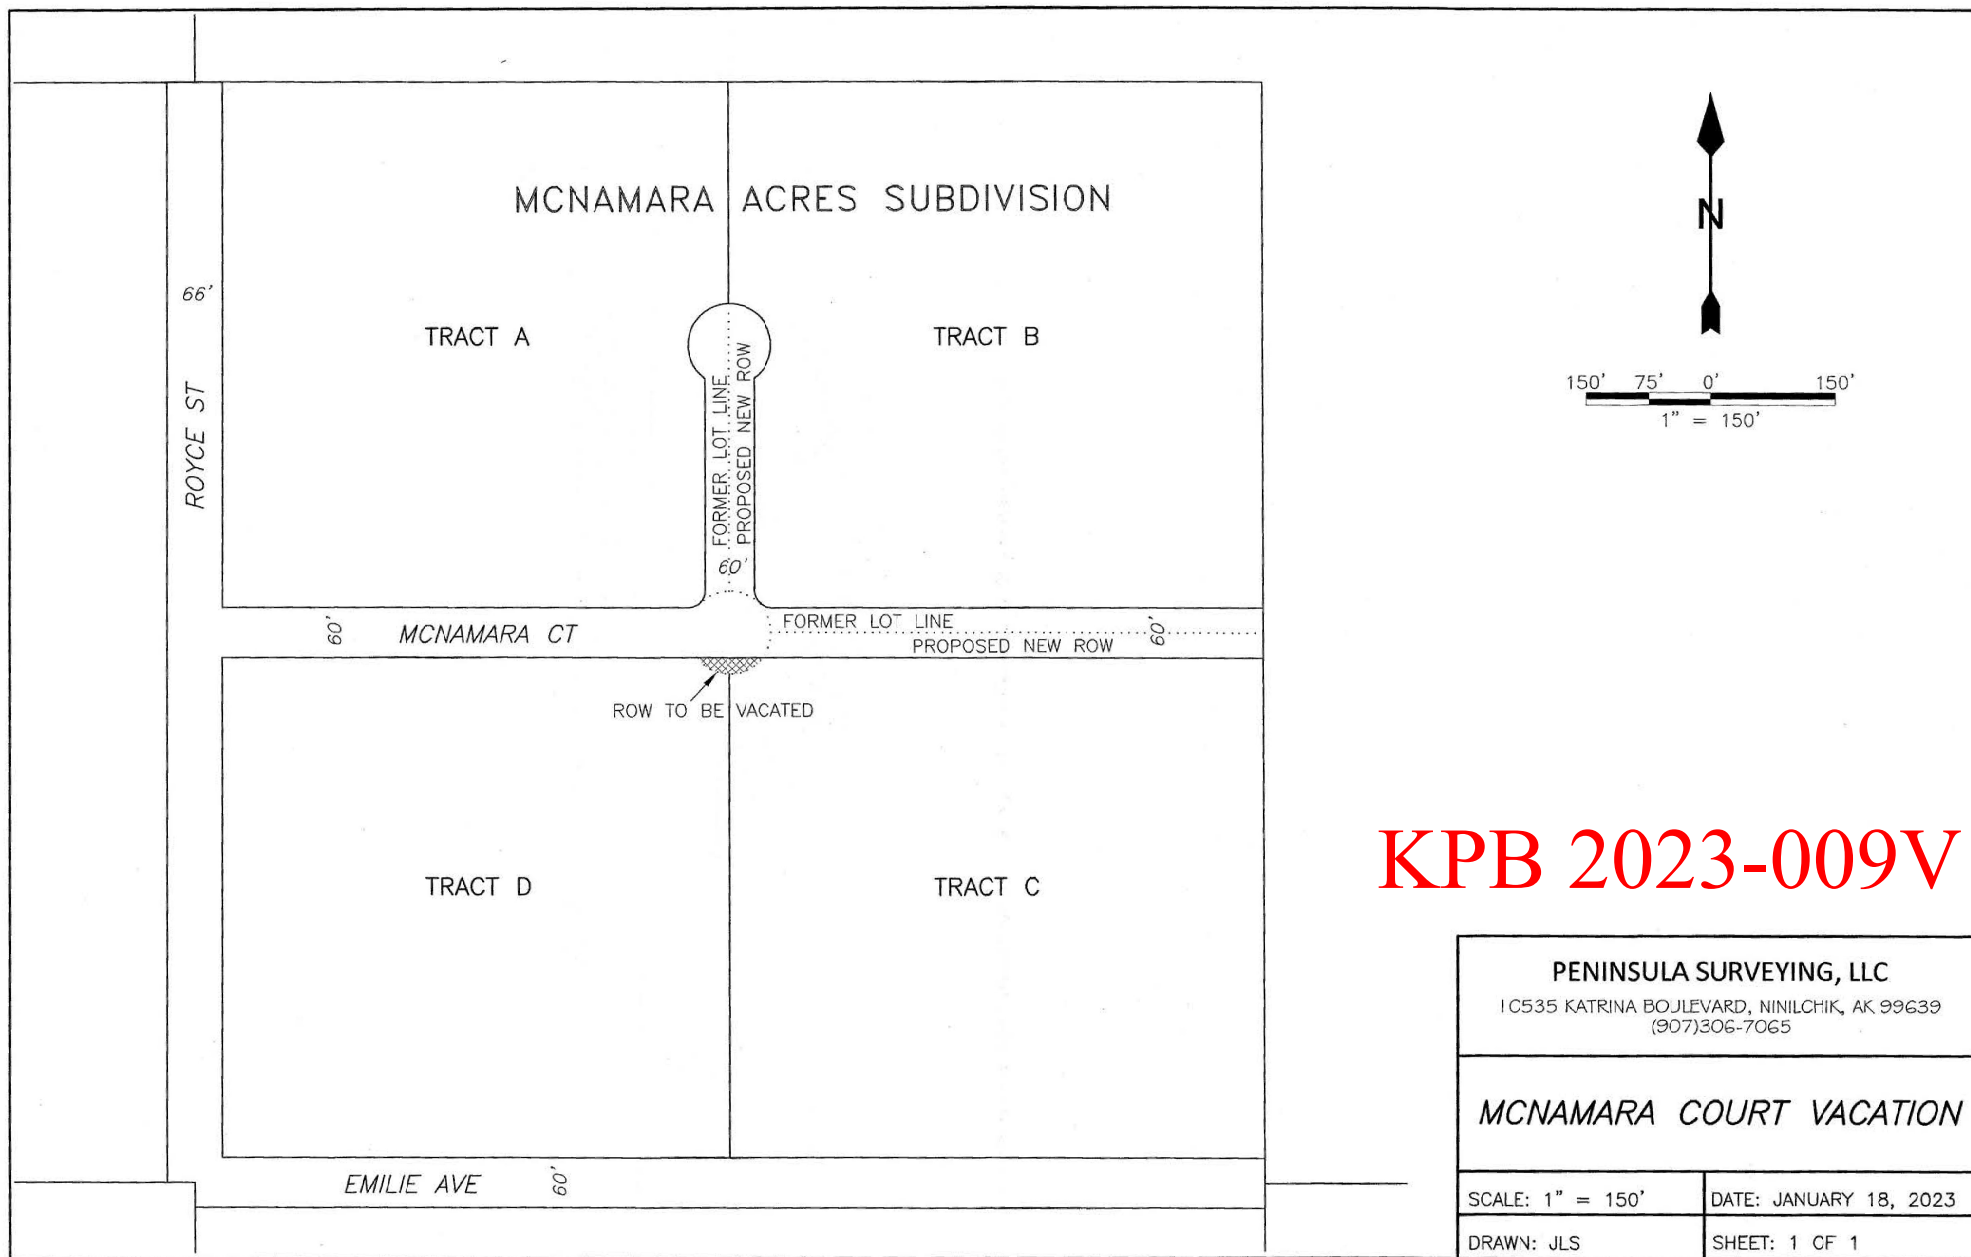 MCNAMARA ACRES SUBDIVISION
N
66'
TRACT A
TRACT B
150' 75' 0' 150'
1" = 150'
ROYCE ST
FORMER LOT LINE
PROPOSED NEW ROW
60'
60'
MCNAMARA CT
FORMER LOT LINE
PROPOSED NEW ROW
60'
ROW TO BE VACATED
TRACT D
TRACT C
KPB 2023-009V
PENINSULA SURVEYING, LLC
10535 KATRINA BOULEVARD, NINILCHIK, AK 99639
(907)306-7065
MCNAMARA COURT VACATION
EMILIE AVE
60'
SCALE: 1" = 150'
DATE: JANUARY 18, 2023
DRAWN: JLS
SHEET: 1 OF 1